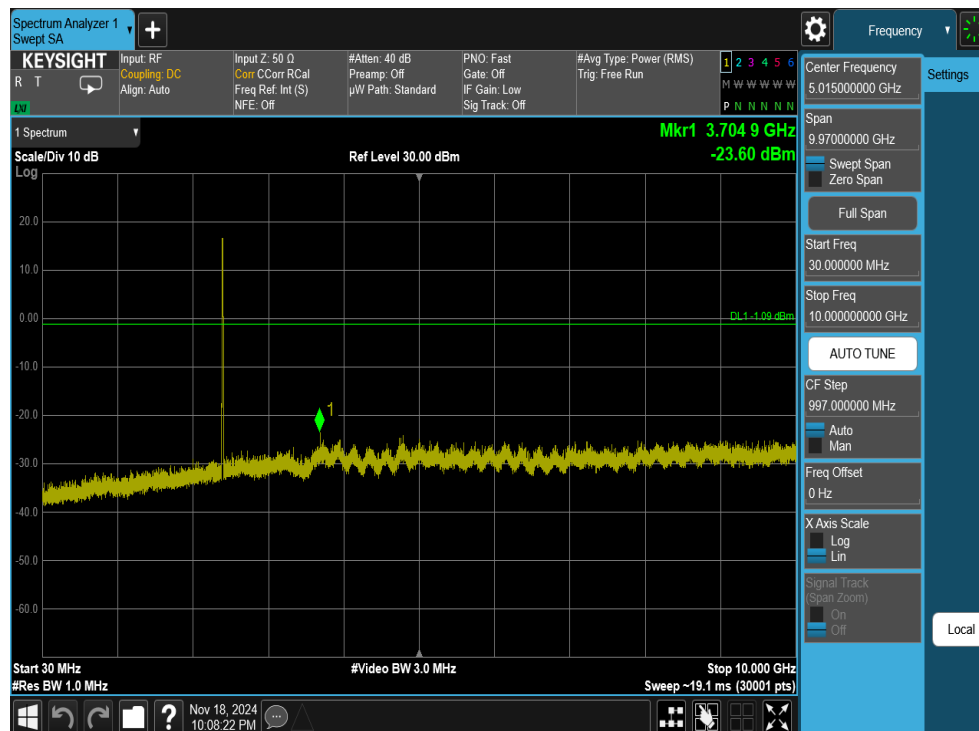 Spectrum Analyzer 1
Swept SA
+
Frequency
KEYSIGHT
R T
LXI
Input: RF
Coupling: DC
Align: Auto
Input Z: 50 Ω
Corr CCorr RCal
Freq Ref: Int (S)
NFE: Off
#Atten: 40 dB
Preamp: Off
µW Path: Standard
PNO: Fast
Gate: Off
IF Gain: Low
Sig Track: Off
#Avg Type: Power (RMS)
Trig: Free Run
1 2 3 4 5 6
M W W W W W
P N N N N N
1 Spectrum
Scale/Div 10 dB
Log
Ref Level 30.00 dBm
Mkr1 3.704 9 GHz
-23.60 dBm
20.0
10.0
0.00
DL1 -1.09 dBm
-10.0
-20.0
1
-30.0
-40.0
-50.0
-60.0
Start 30 MHz
#Video BW 3.0 MHz
Stop 10.000 GHz
#Res BW 1.0 MHz
Sweep ~19.1 ms (30001 pts)
Center Frequency
5.015000000 GHz
Settings
Span
9.97000000 GHz
Swept Span
Zero Span
Full Span
Start Freq
30.000000 MHz
Stop Freq
10.000000000 GHz
AUTO TUNE
CF Step
997.000000 MHz
Auto
Man
Freq Offset
0 Hz
X Axis Scale
Log
Lin
Signal Track
(Span Zoom)
On
Off
Local
?
Nov 18, 2024
10:08:22 PM